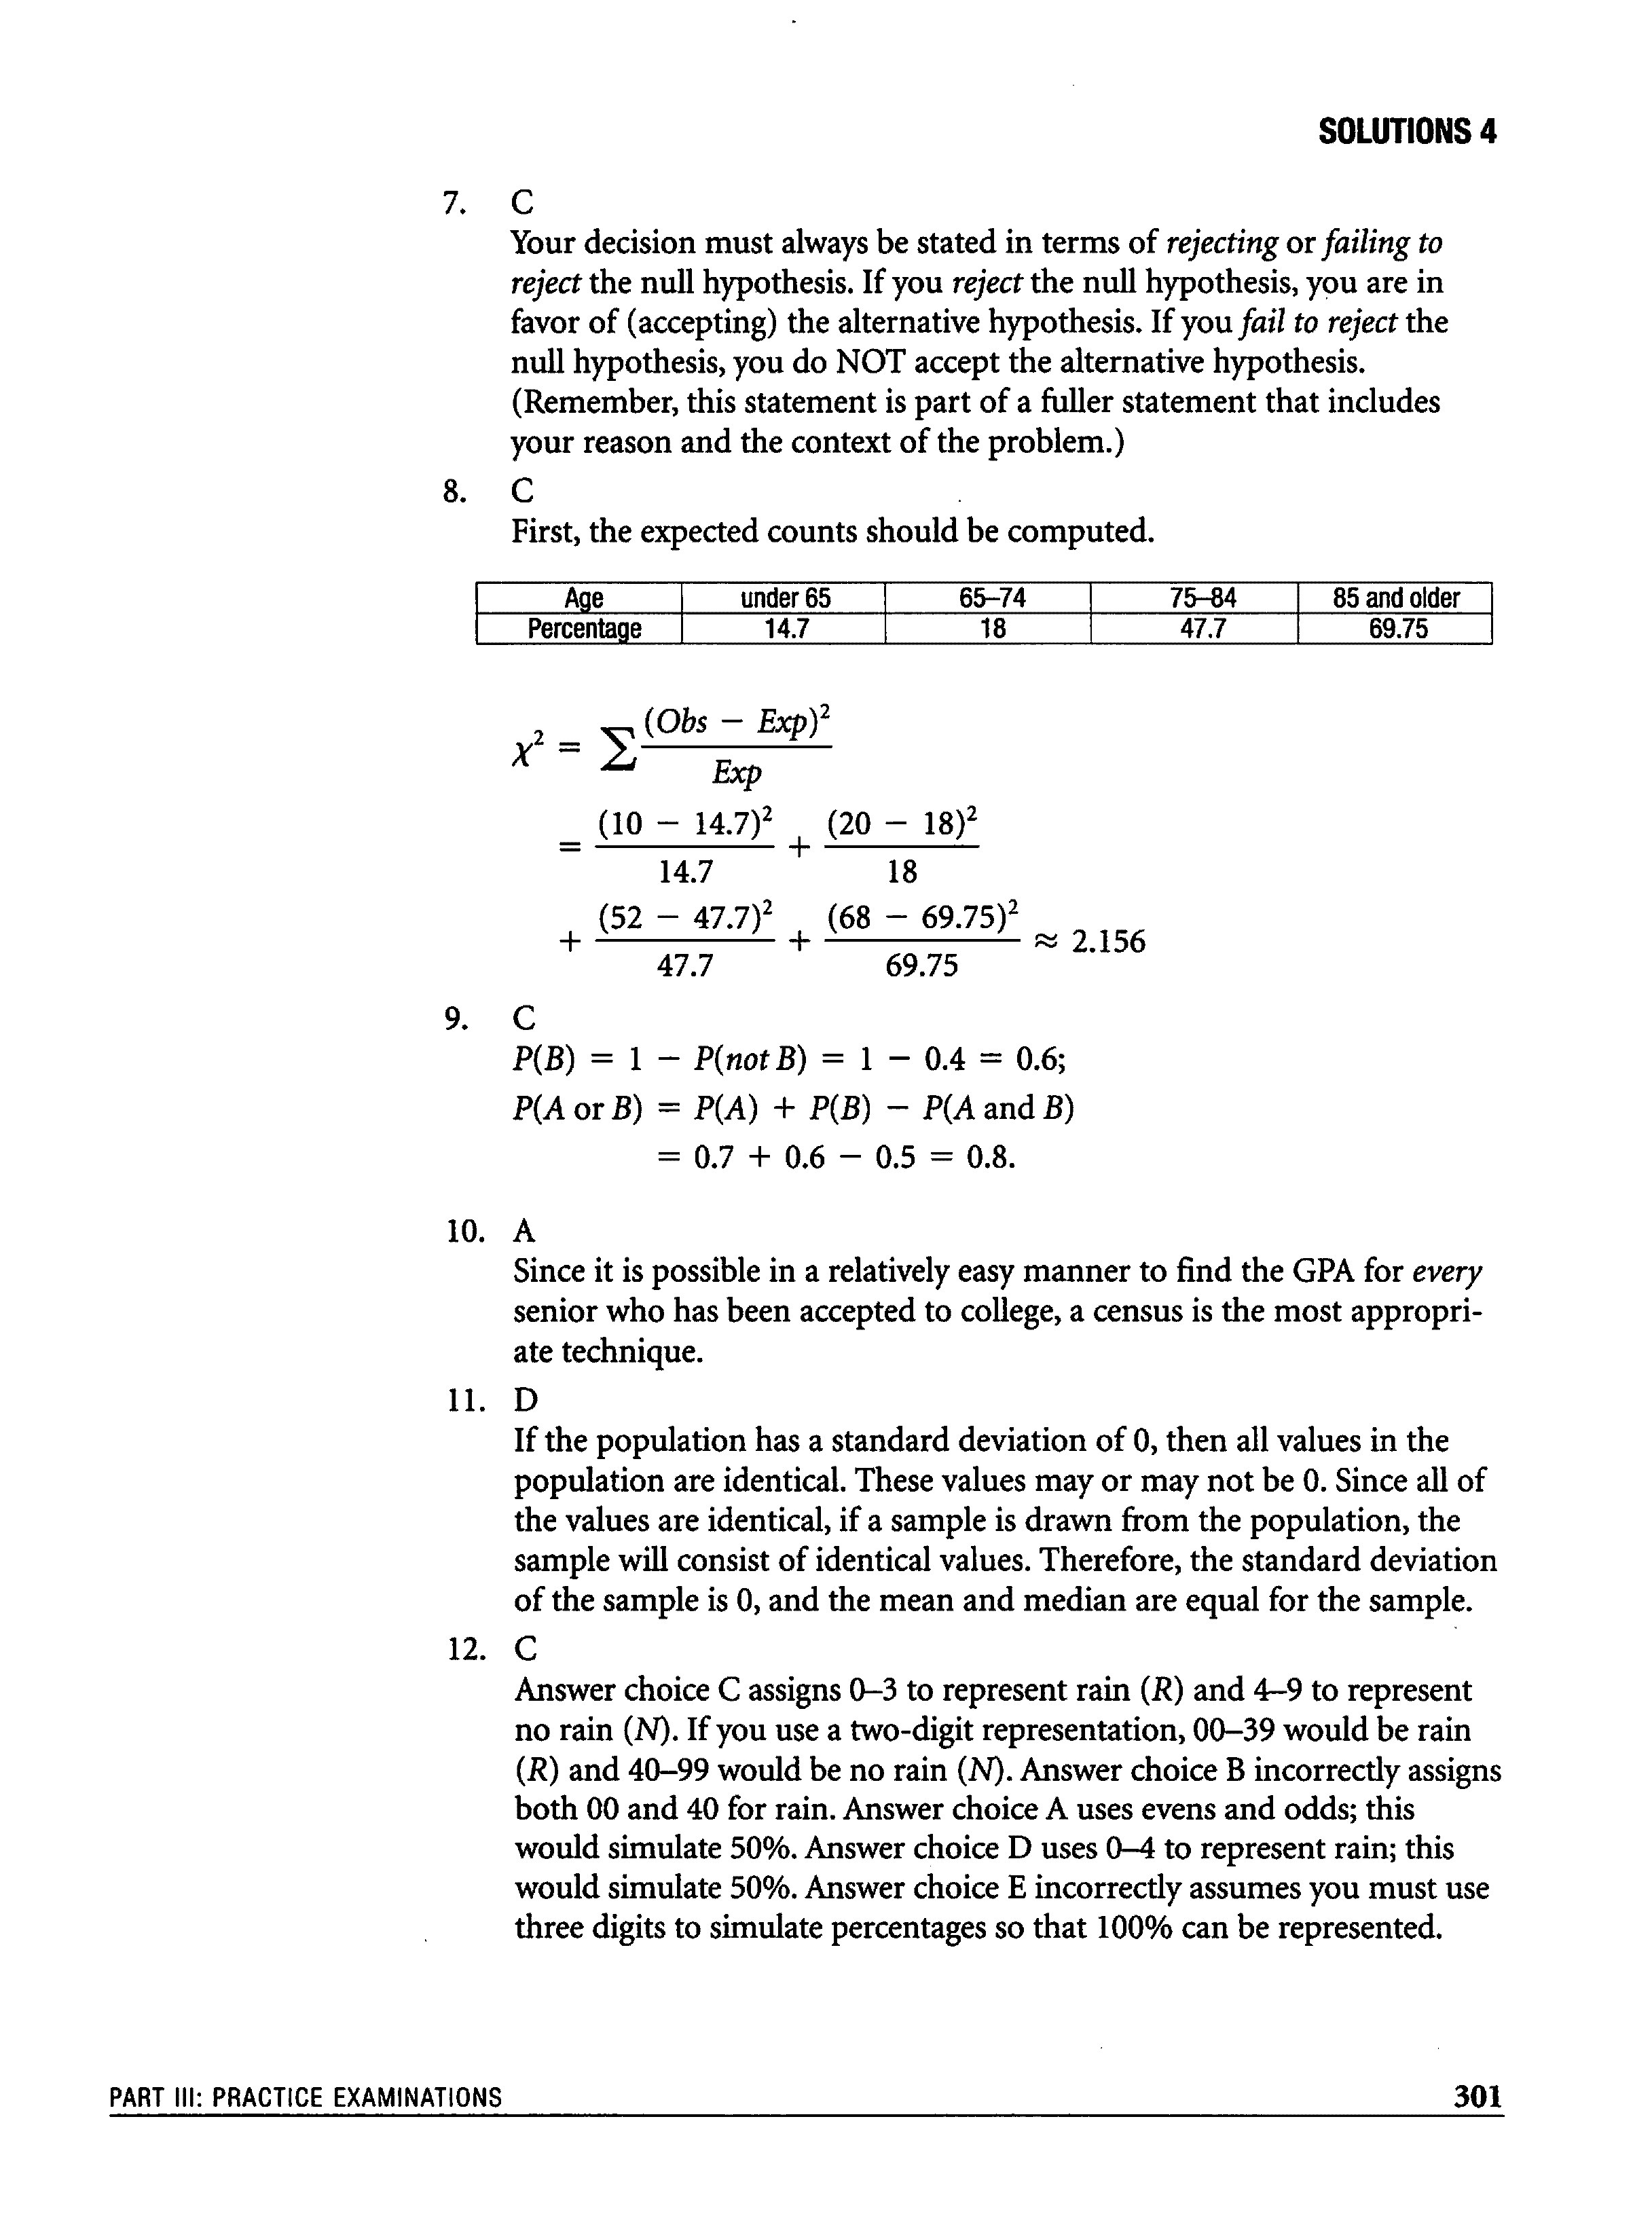 SOLUTIONS 4
7. C
Your decision must always be stated in terms of rejecting or failing to
reject the null hypothesis. If you reject the null hypothesis, you are in
favor of (accepting) the alternative hypothesis. If you fail to reject the
null hypothesis, you do NOT accept the alternative hypothesis.
(Remember, this statement is part of a fuller statement that includes
your reason and the context of the problem.)
8. C
First, the expected counts should be computed.
Age under 65 65–74 75–84 85 and older
Percentage 14.7 18 47.7 69.75
χ² = ∑ (Obs − Exp)² / Exp
= (10 − 14.7)² / 14.7 + (20 − 18)² / 18
+ (52 − 47.7)² / 47.7 + (68 − 69.75)² / 69.75 ≈ 2.156
9. C
P(B) = 1 − P(not B) = 1 − 0.4 = 0.6;
P(A or B) = P(A) + P(B) − P(A and B)
= 0.7 + 0.6 − 0.5 = 0.8.
10. A
Since it is possible in a relatively easy manner to find the GPA for every
senior who has been accepted to college, a census is the most appropri-
ate technique.
11. D
If the population has a standard deviation of 0, then all values in the
population are identical. These values may or may not be 0. Since all of
the values are identical, if a sample is drawn from the population, the
sample will consist of identical values. Therefore, the standard deviation
of the sample is 0, and the mean and median are equal for the sample.
12. C
Answer choice C assigns 0–3 to represent rain (R) and 4–9 to represent
no rain (N). If you use a two-digit representation, 00–39 would be rain
(R) and 40–99 would be no rain (N). Answer choice B incorrectly assigns
both 00 and 40 for rain. Answer choice A uses evens and odds; this
would simulate 50%. Answer choice D uses 0–4 to represent rain; this
would simulate 50%. Answer choice E incorrectly assumes you must use
three digits to simulate percentages so that 100% can be represented.
PART III: PRACTICE EXAMINATIONS 301